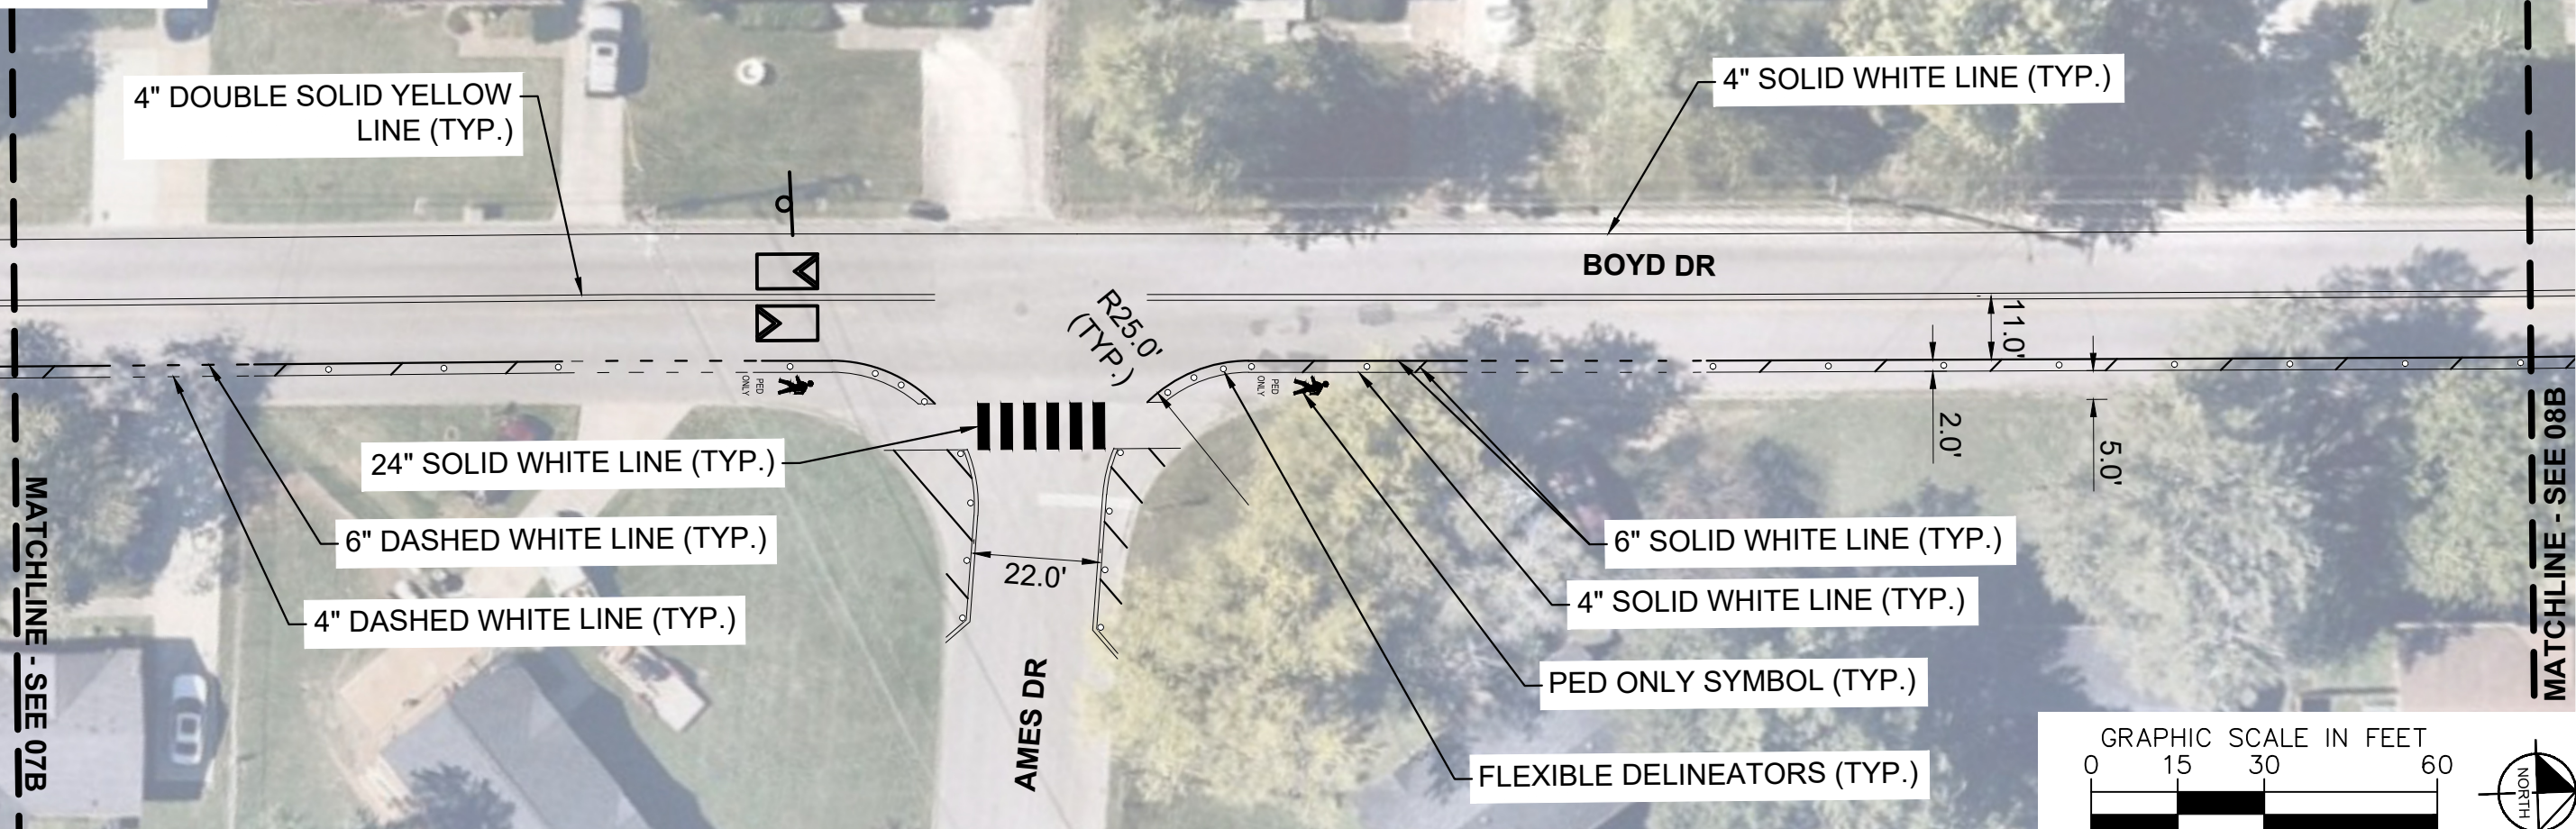 4" DOUBLE SOLID YELLOW
LINE (TYP.)
4" SOLID WHITE LINE (TYP.)
BOYD DR
R25.0'
(TYP.)
11.0'
2.0'
5.0'
PED
ONLY
PED
ONLY
24" SOLID WHITE LINE (TYP.)
6" DASHED WHITE LINE (TYP.)
4" DASHED WHITE LINE (TYP.)
22.0'
AMES DR
6" SOLID WHITE LINE (TYP.)
4" SOLID WHITE LINE (TYP.)
PED ONLY SYMBOL (TYP.)
FLEXIBLE DELINEATORS (TYP.)
MATCHLINE - SEE 07B
MATCHLINE - SEE 08B
GRAPHIC SCALE IN FEET
0 15 30 60
NORTH